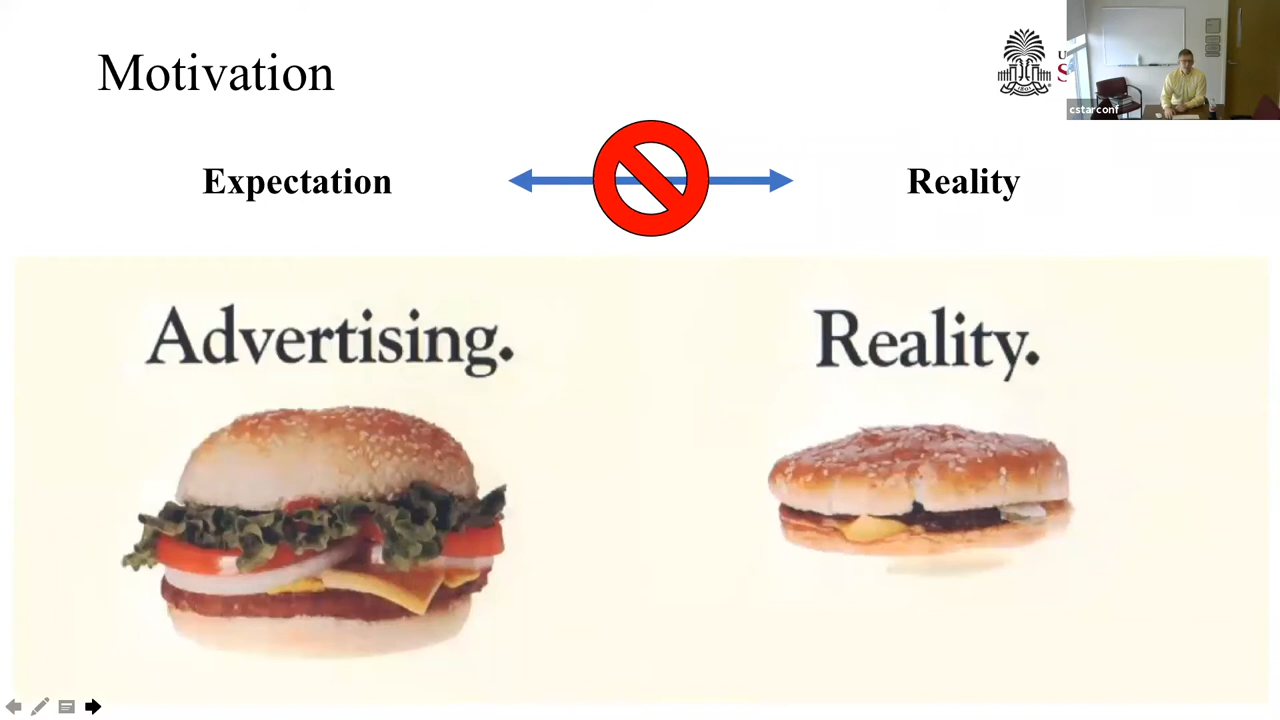 Motivation
cstarconf
Expectation
Reality
Advertising.
Reality.